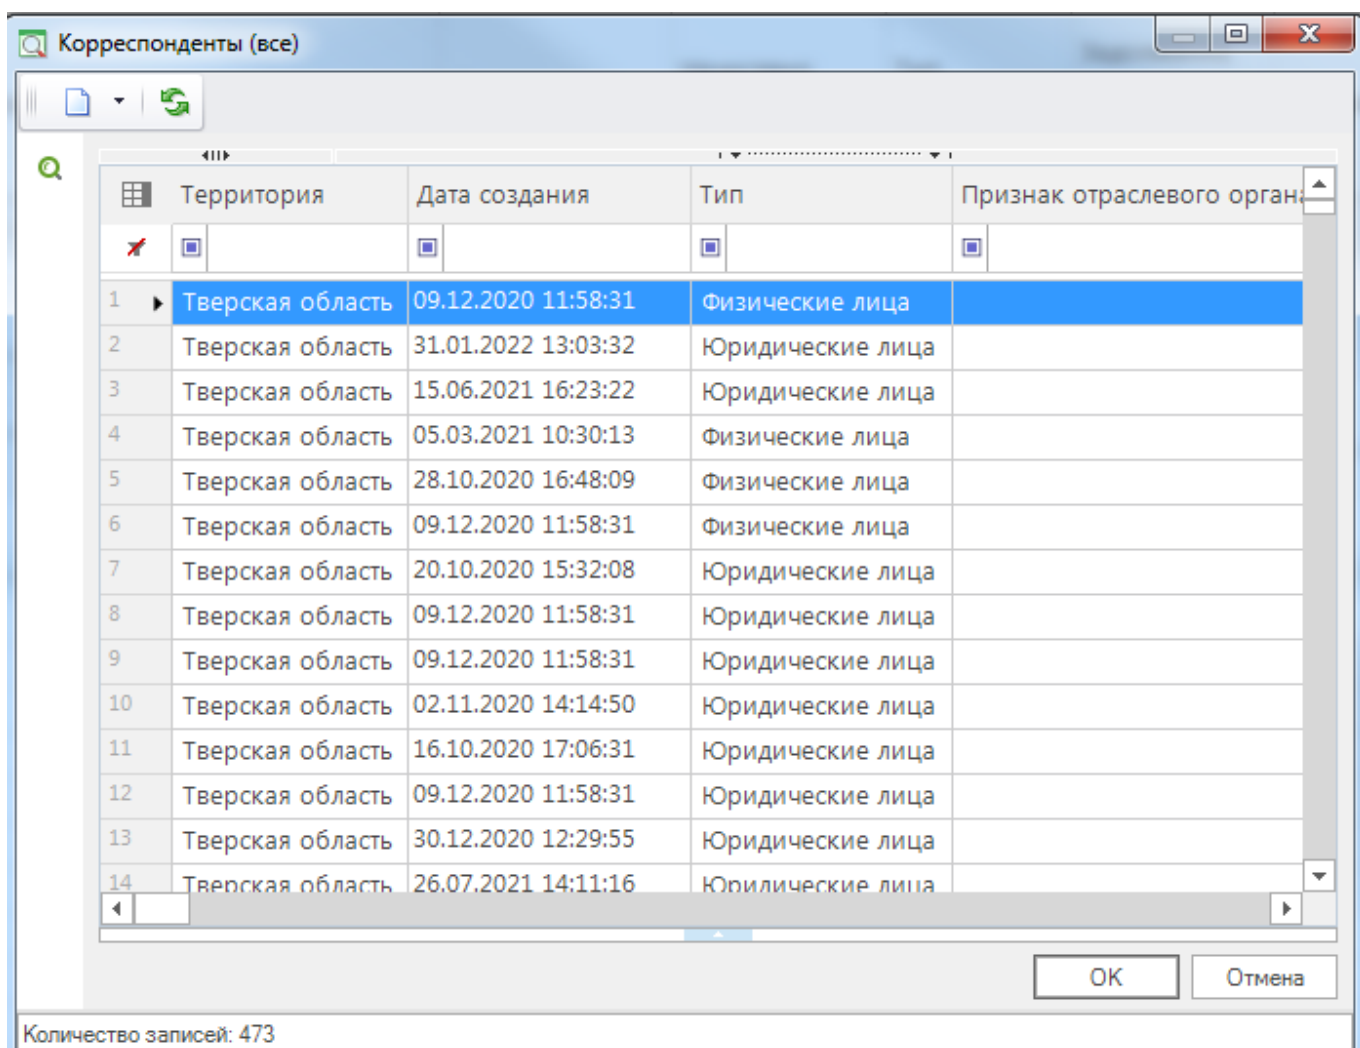 Корреспонденты (все)
Территория Дата создания Тип Признак отраслевого органа
1 Тверская область 09.12.2020 11:58:31 Физические лица
2 Тверская область 31.01.2022 13:03:32 Юридические лица
3 Тверская область 15.06.2021 16:23:22 Юридические лица
4 Тверская область 05.03.2021 10:30:13 Физические лица
5 Тверская область 28.10.2020 16:48:09 Физические лица
6 Тверская область 09.12.2020 11:58:31 Физические лица
7 Тверская область 20.10.2020 15:32:08 Юридические лица
8 Тверская область 09.12.2020 11:58:31 Юридические лица
9 Тверская область 09.12.2020 11:58:31 Юридические лица
10 Тверская область 02.11.2020 14:14:50 Юридические лица
11 Тверская область 16.10.2020 17:06:31 Юридические лица
12 Тверская область 09.12.2020 11:58:31 Юридические лица
13 Тверская область 30.12.2020 12:29:55 Юридические лица
14 Тверская область 26.07.2021 14:11:16 Юридические лица
OK Отмена
Количество записей: 473